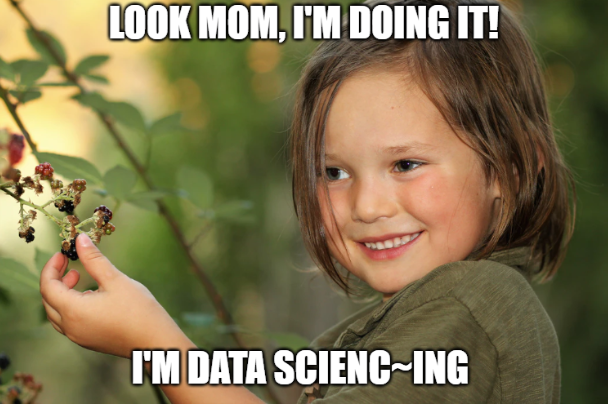 LOOK MOM, I'M DOING IT!
I'M DATA SCIENC~ING